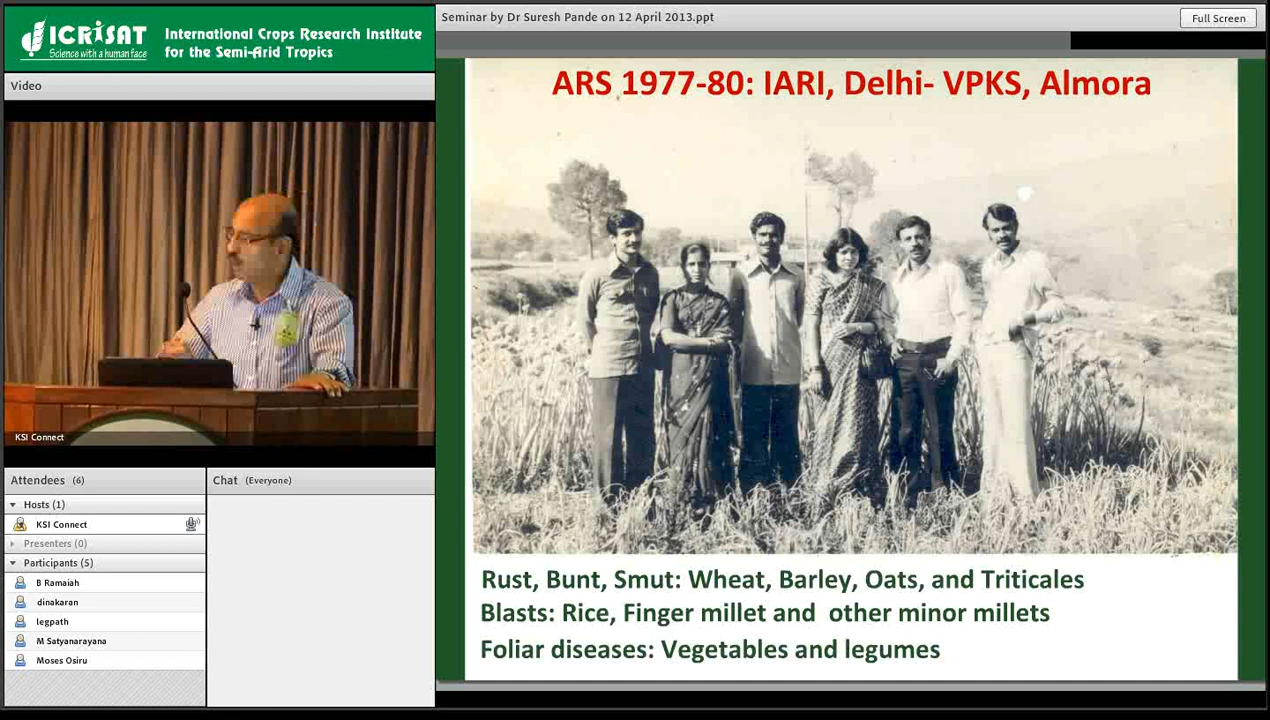 ICRISAT
Science with a human face
International Crops Research Institute
for the Semi-Arid Tropics
Seminar by Dr Suresh Pande on 12 April 2013.ppt
Full Screen
Video
KSI Connect
ARS 1977-80: IARI, Delhi- VPKS, Almora
Rust, Bunt, Smut: Wheat, Barley, Oats, and Triticales
Blasts: Rice, Finger millet and other minor millets
Foliar diseases: Vegetables and legumes
Attendees (6)
Hosts (1)
KSI Connect
Presenters (0)
Participants (5)
B Ramaiah
dinakaran
legpath
M Satyanarayana
Moses Osiru
Chat (Everyone)